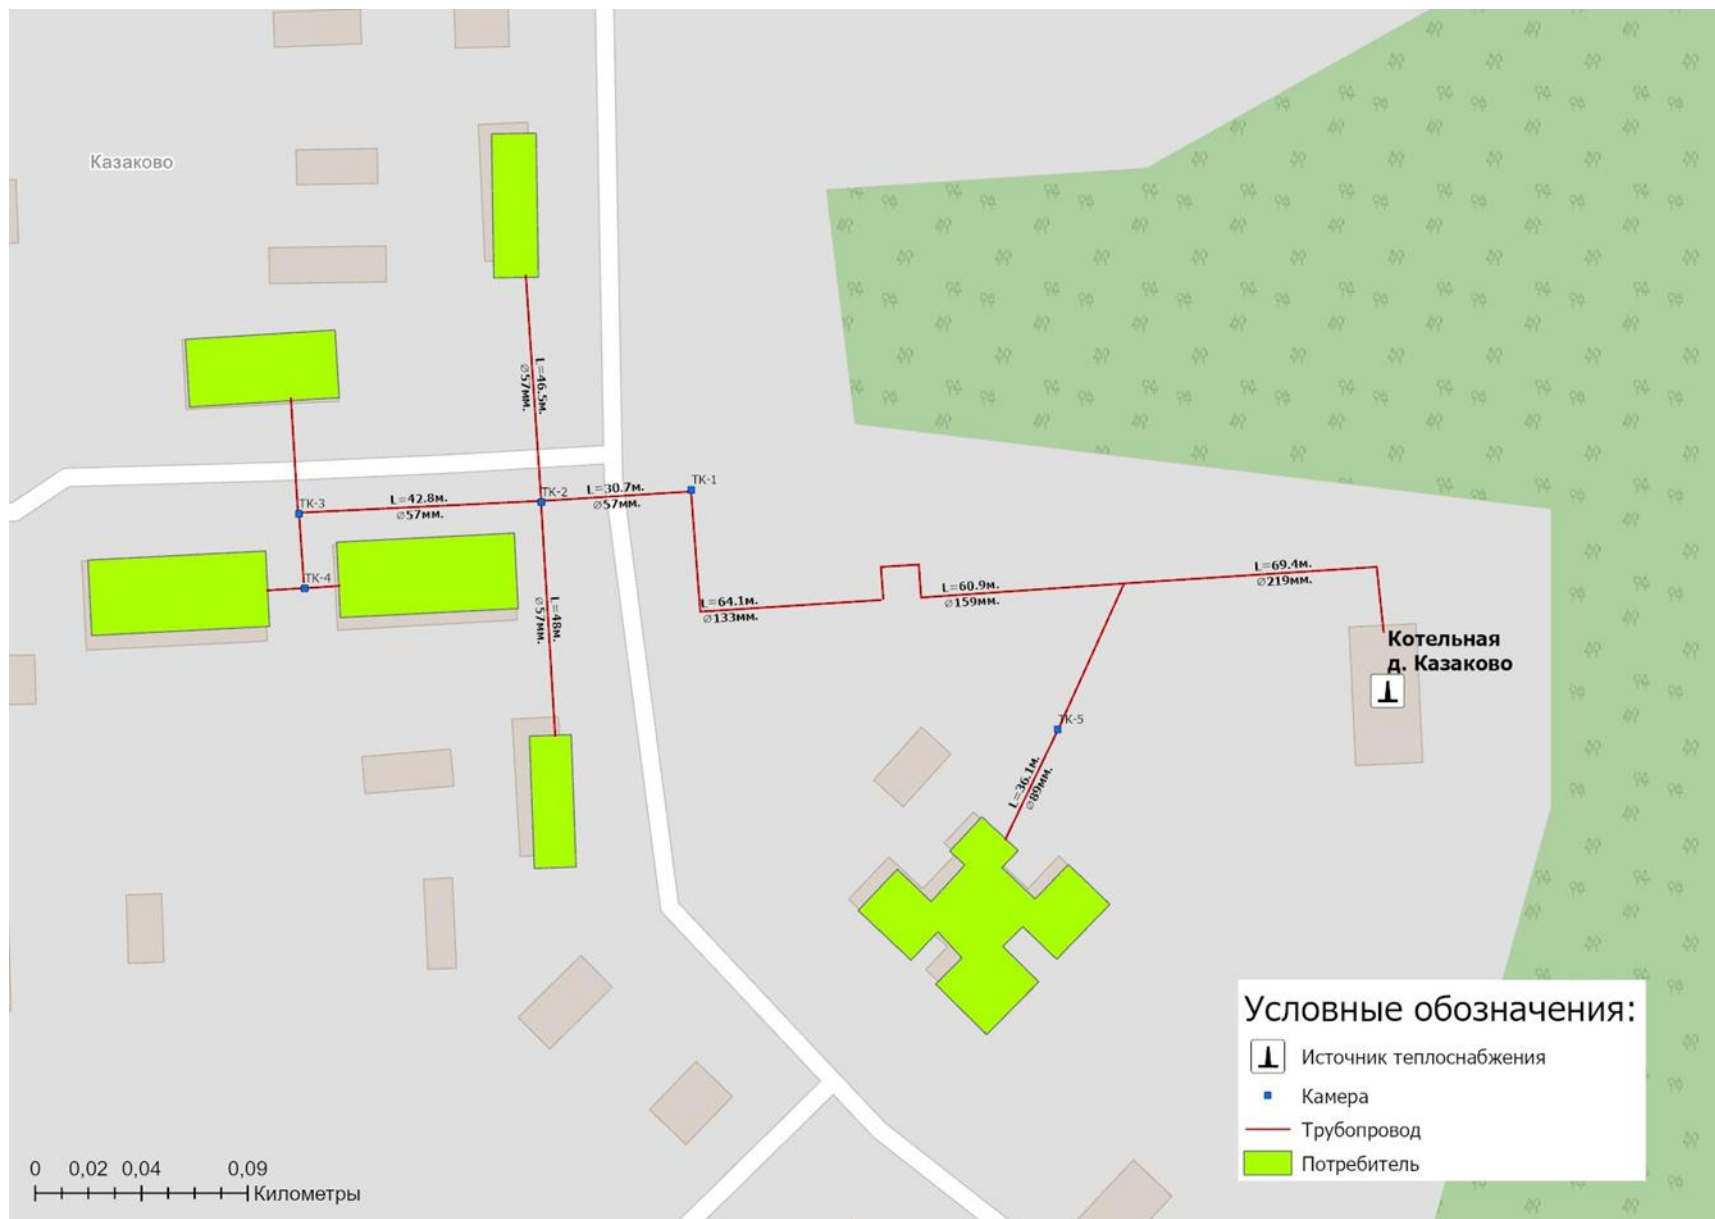 Казаково
L=46.5м.
∅57мм.
ТК-3
L=42.8м.
∅57мм.
ТК-2
L=30.7м.
∅57мм.
ТК-1
ТК-4
L=48м.
∅57мм.
L=64.1м.
∅133мм.
L=60.9м.
∅159мм.
L=69.4м.
∅219мм.
Котельная
д. Казаково
ТК-5
L=36.1м.
∅89мм.
Условные обозначения:
Источник теплоснабжения
Камера
Трубопровод
Потребитель
0 0,02 0,04 0,09
Километры